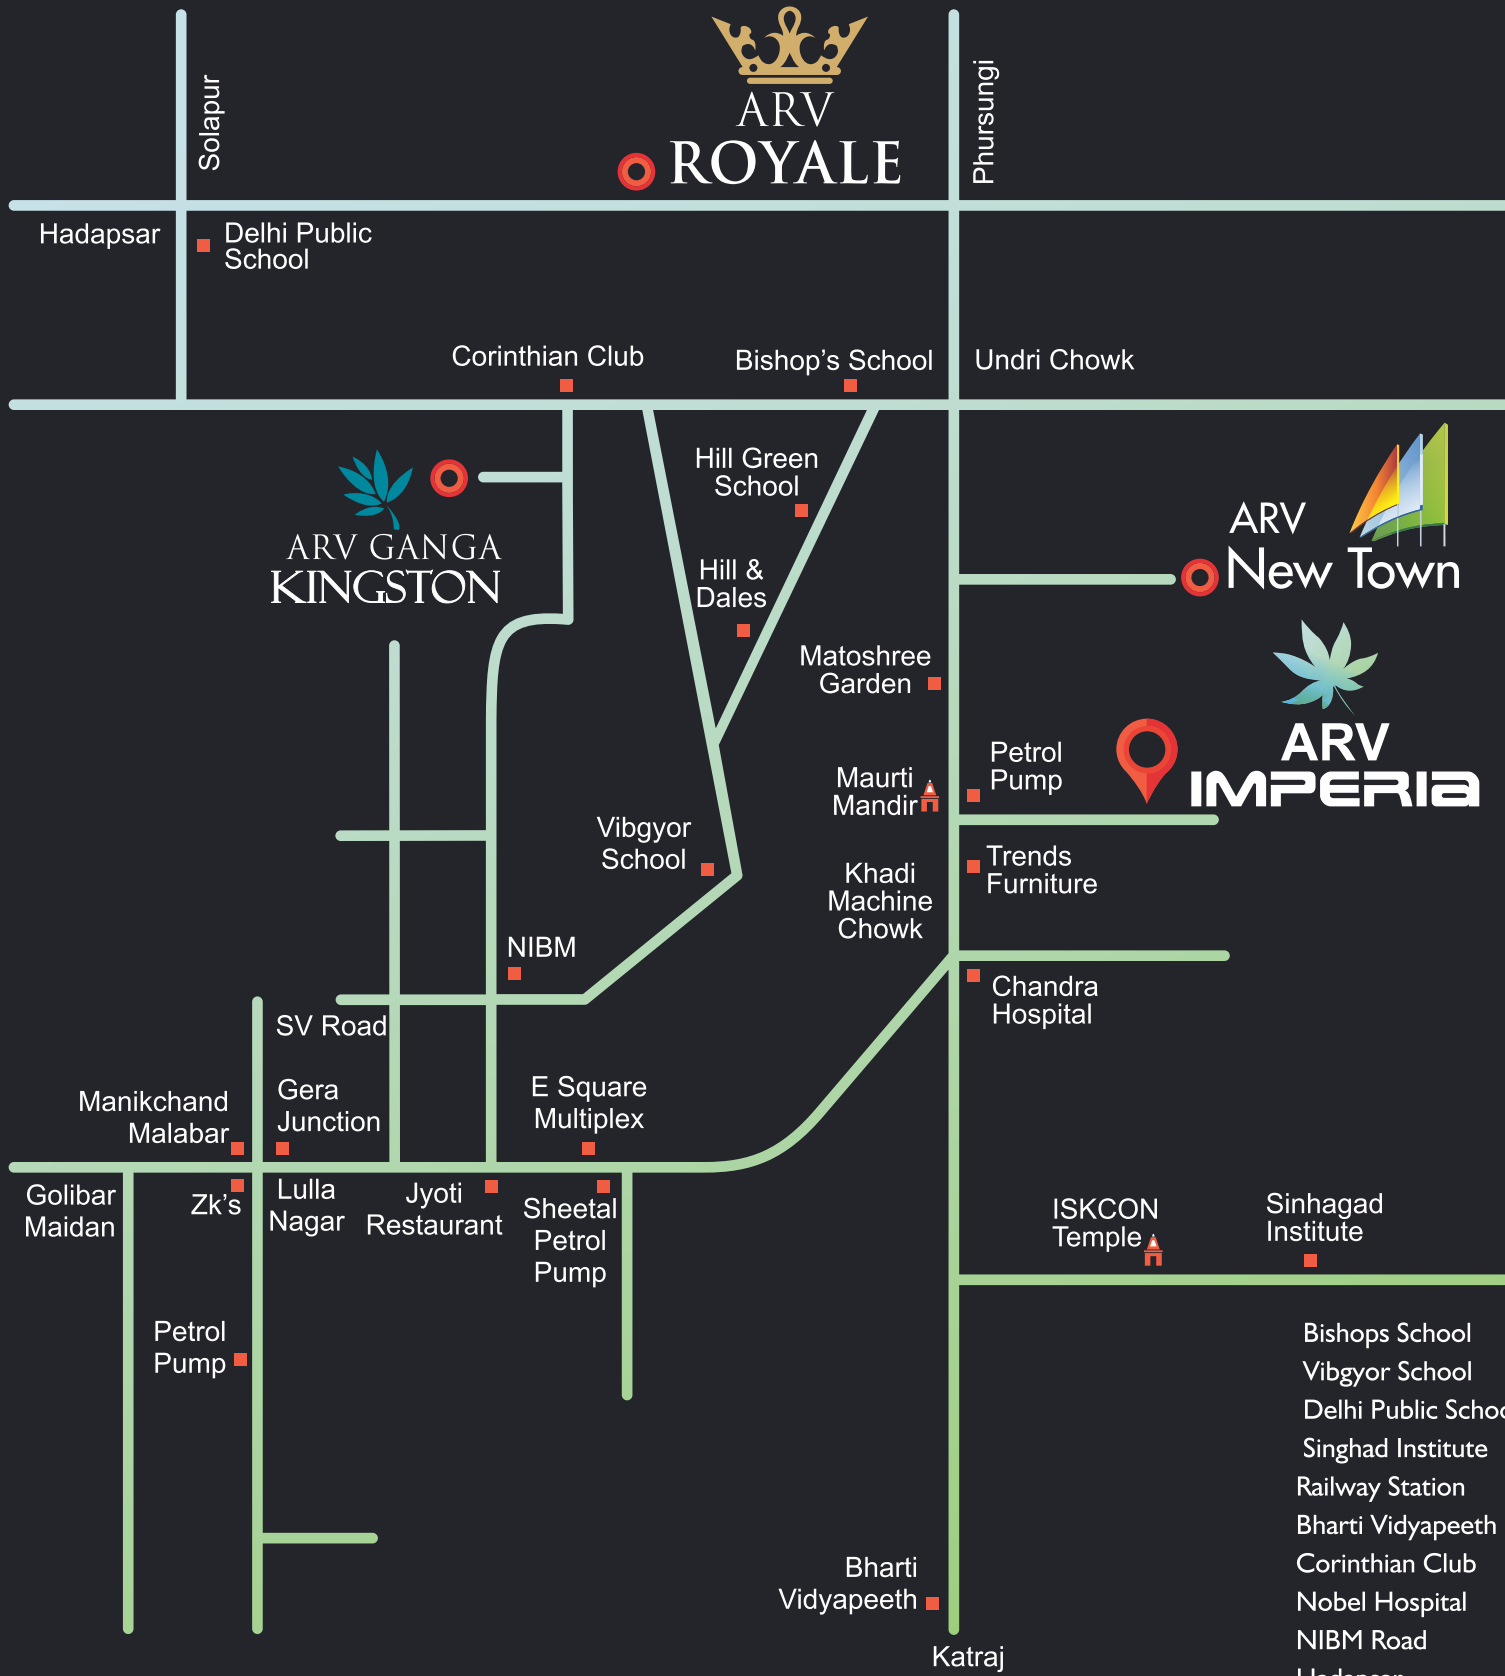 Solapur
ARV
ROYALE
Phursungi
Hadapsar
Delhi Public
School
Corinthian Club
Bishop’s School
Undri Chowk
Hill Green
School
ARV GANGA
KINGSTON
ARV
New Town
Hill &
Dales
Matoshree
Garden
ARV
IMPERIA
Petrol
Pump
Maurti
Mandir
Vibgyor
School
Trends
Furniture
Khadi
Machine
Chowk
NIBM
Chandra
Hospital
SV Road
Manikchand
Malabar
Gera
Junction
E Square
Multiplex
Golibar
Maidan
Zk’s
Lulla
Nagar
Jyoti
Restaurant
Sheetal
Petrol
Pump
ISKCON
Temple
Sinhagad
Institute
Petrol
Pump
Bishops School
Vibgyor School
Delhi Public Schoo
Singhad Institute
Railway Station
Bharti Vidyapeeth
Corinthian Club
Nobel Hospital
NIBM Road
Bharti
Vidyapeeth
Katraj